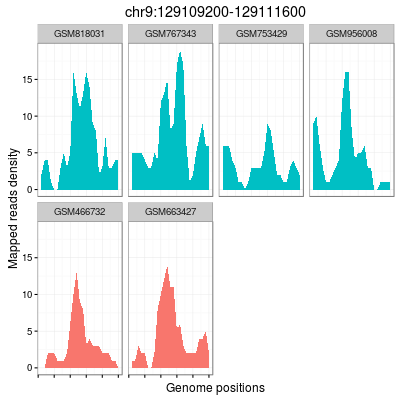 chr9:129109200-129111600
GSM818031 GSM767343 GSM753429 GSM956008
15
10
5
0
Mapped reads density
GSM466732 GSM663427
15
10
5
0
Genome positions